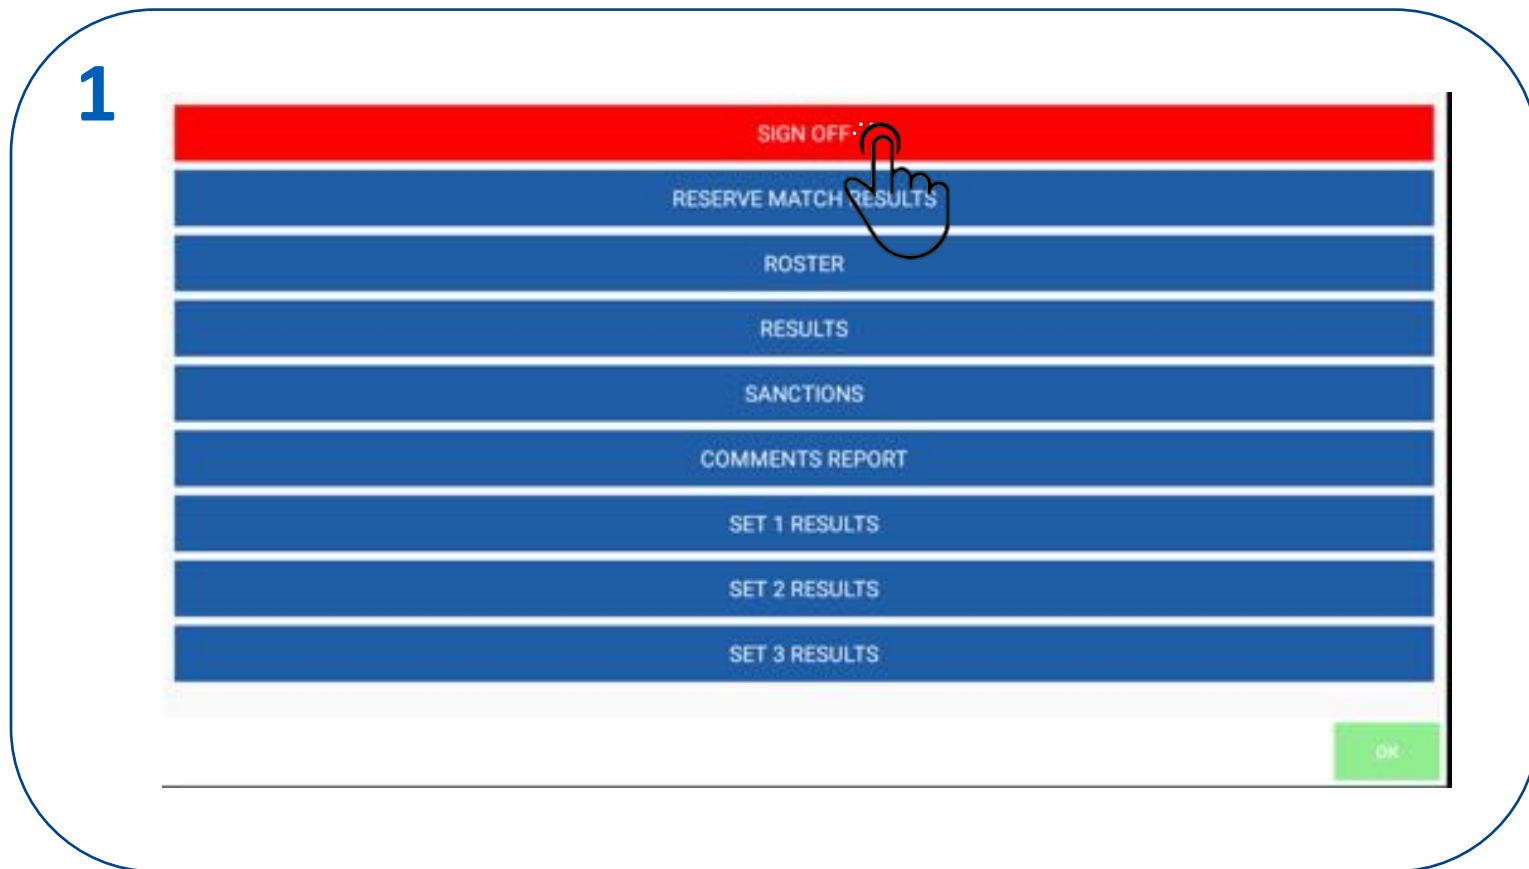 1
SIGN OFF
RESERVE MATCH RESULTS
ROSTER
RESULTS
SANCTIONS
COMMENTS REPORT
SET 1 RESULTS
SET 2 RESULTS
SET 3 RESULTS
OK